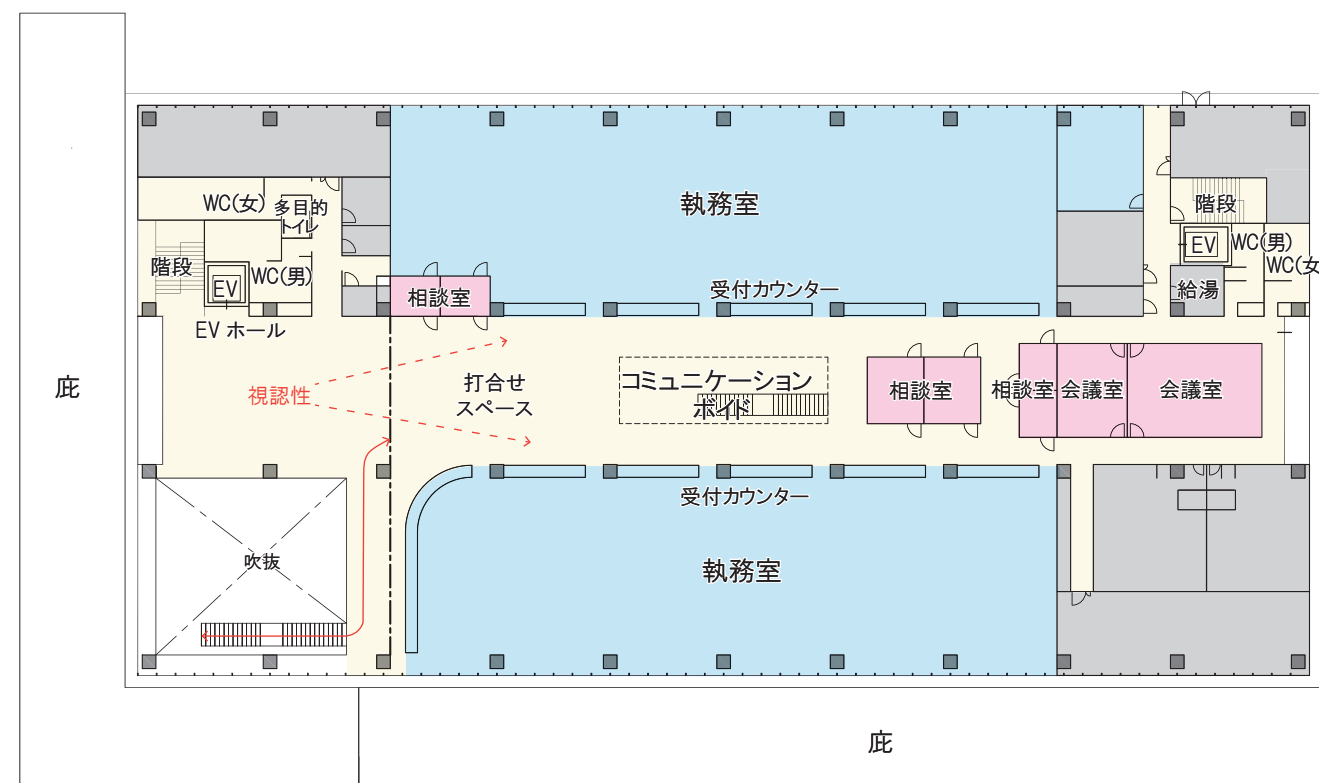 執務室
WC(女)
多目的
トイレ
階段
EV
WC(男)
EV ホール
相談室
受付カウンター
階段
EV
WC(男)
WC(女
給湯
庇
視認性
打合せ
スペース
コミュニケーション
ボイド
相談室
相談室
会議室
会議室
受付カウンター
吹抜
執務室
庇